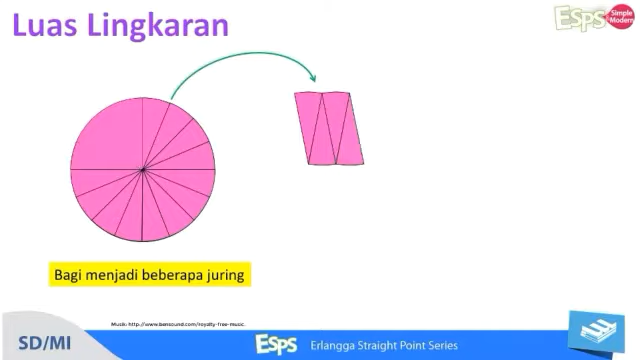 Luas Lingkaran
ESPS
Simple
Modern
Bagi menjadi beberapa juring
Musik: http://www.bensound.com/royalty-free-music.
SD/MI
ESPS Erlangga Straight Point Series